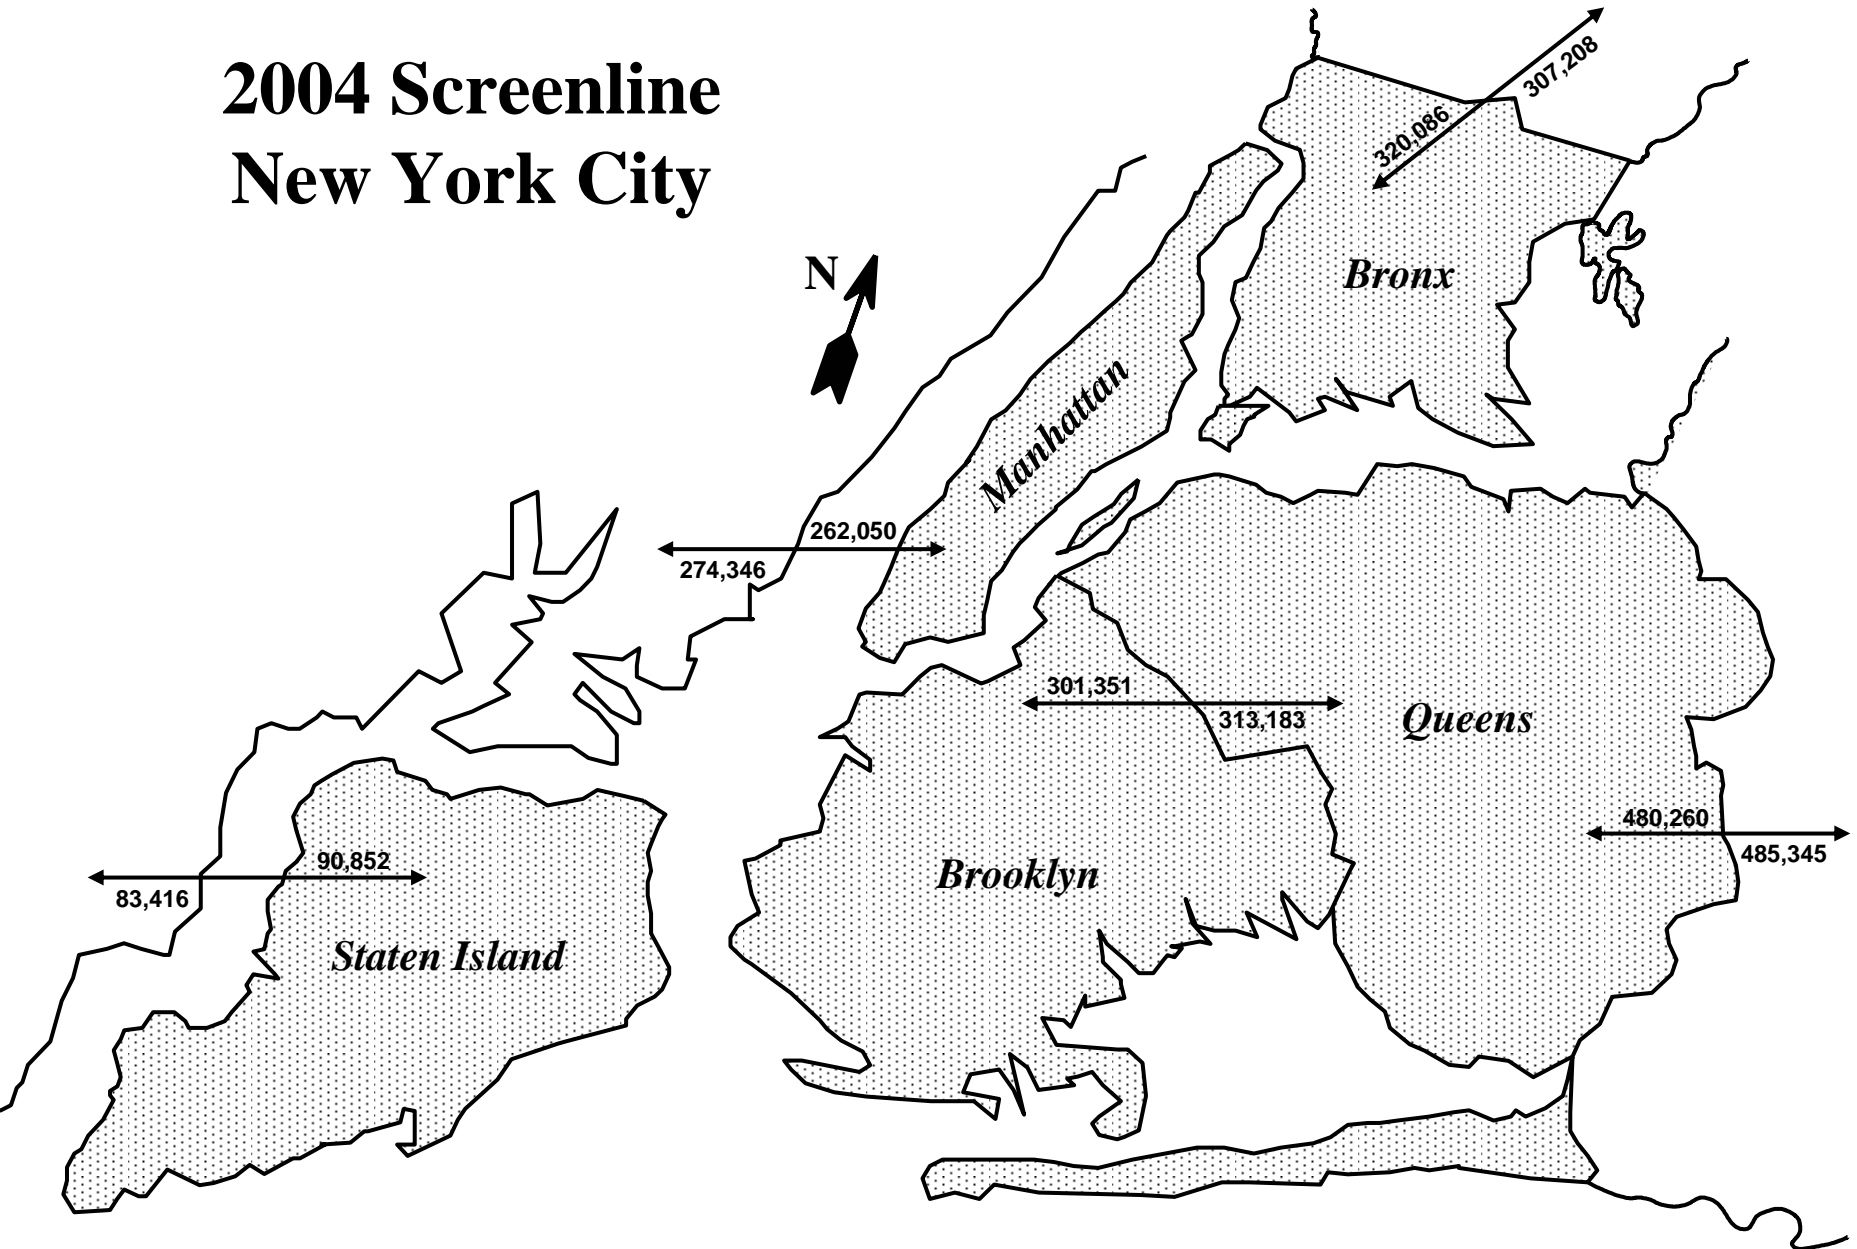 2004 Screenline
New York City
307,208
320,086
N
Bronx
Manhattan
262,050
274,346
301,351
313,183
Queens
480,260
485,345
90,852
83,416
Brooklyn
Staten Island